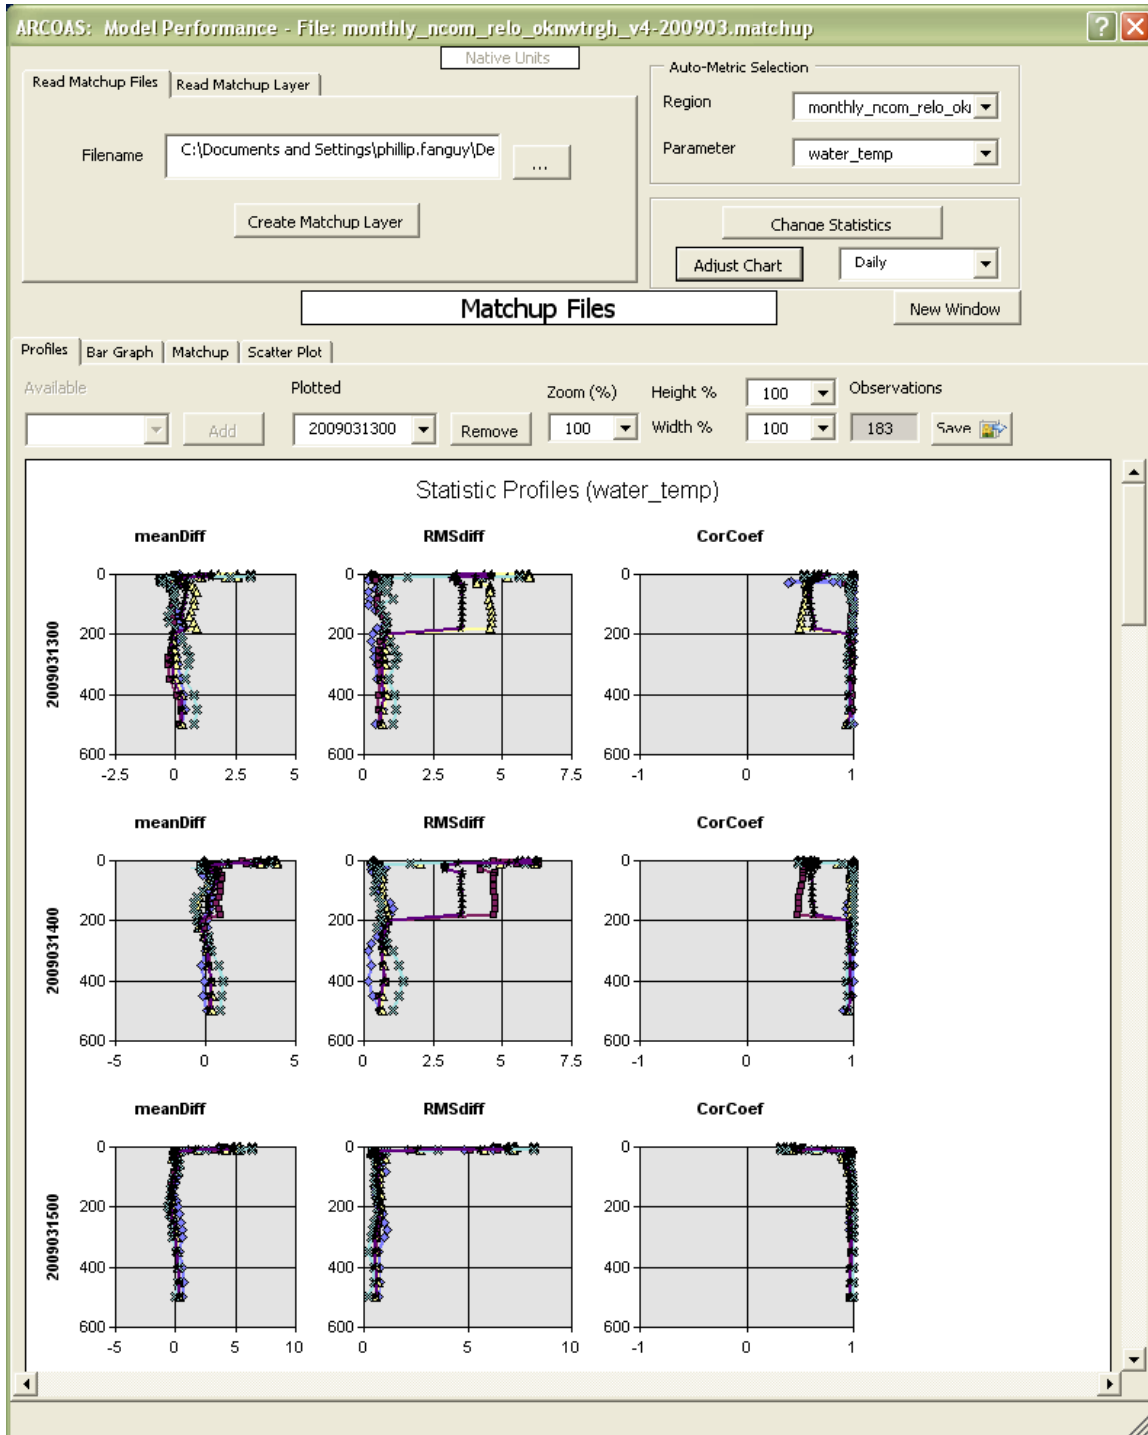 ARCOAS: Model Performance - File: monthly_ncom_relo_oknwtrgh_v4-200903.matchup
Native Units
Read Matchup Files Read Matchup Layer
Filename C:\Documents and Settings\phillip.fanguy\De ...
Create Matchup Layer
Auto-Metric Selection
Region monthly_ncom_relo_ok
Parameter water_temp
Change Statistics
Adjust Chart Daily
Matchup Files
New Window
Profiles Bar Graph Matchup Scatter Plot
Available Plotted Zoom (%) Height % 100 Observations
Add 2009031300 Remove 100 Width % 100 183 Save
Statistic Profiles (water_temp)
meanDiff RMSdiff CorCoef
2009031300
0 0 0
200 200 200
400 400 400
600 600 600
-2.5 0 2.5 5 0 2.5 5 7.5 -1 0 1
meanDiff RMSdiff CorCoef
2009031400
0 0 0
200 200 200
400 400 400
600 600 600
-5 0 5 0 2.5 5 7.5 -1 0 1
meanDiff RMSdiff CorCoef
2009031500
0 0 0
200 200 200
400 400 400
600 600 600
-5 0 5 10 0 5 10 -1 0 1